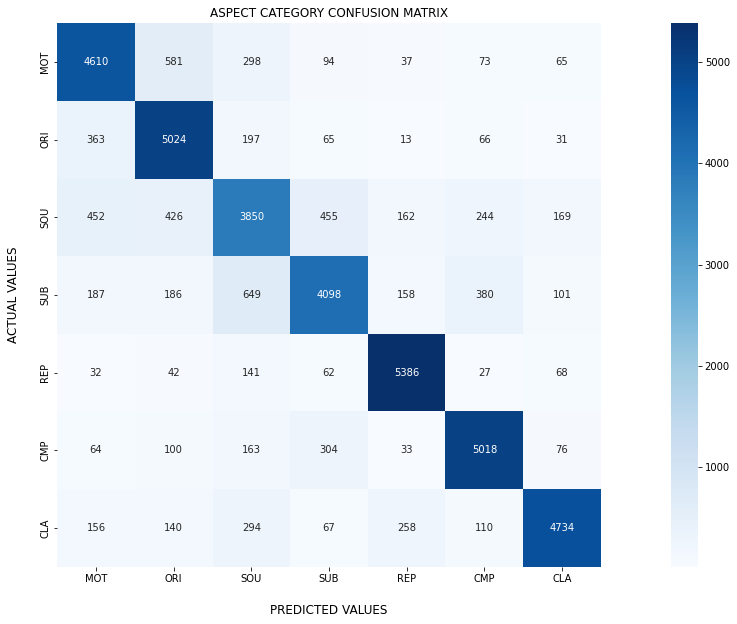 ASPECT CATEGORY CONFUSION MATRIX
MOT 4610 581 298 94 37 73 65
ORI 363 5024 197 65 13 66 31
SOU 452 426 3850 455 162 244 169
SUB 187 186 649 4098 158 380 101
REP 32 42 141 62 5386 27 68
CMP 64 100 163 304 33 5018 76
CLA 156 140 294 67 258 110 4734
MOT ORI SOU SUB REP CMP CLA
ACTUAL VALUES
PREDICTED VALUES
5000
4000
3000
2000
1000